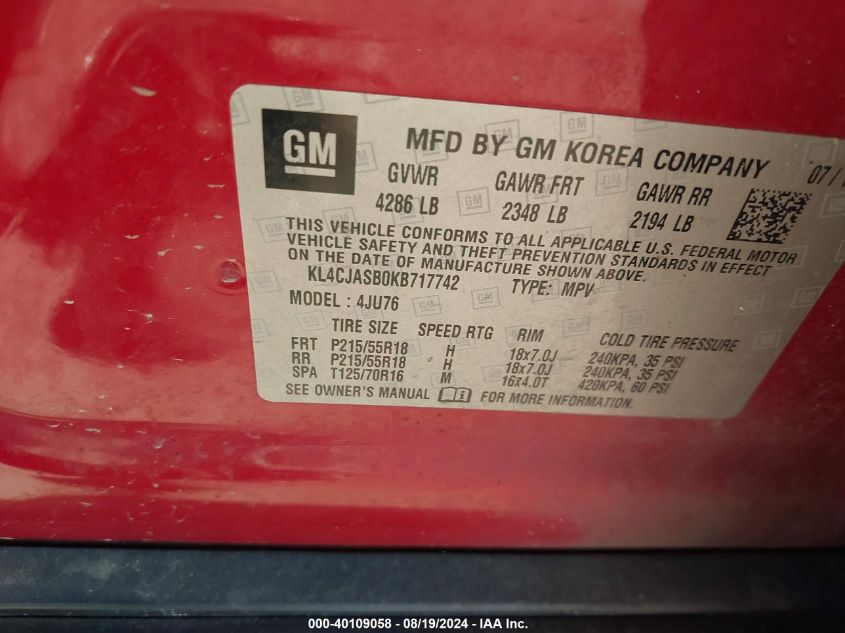 GM
MFD BY GM KOREA COMPANY 07/
GVWR GAWR FRT GAWR RR
4286 LB 2348 LB 2194 LB
THIS VEHICLE CONFORMS TO ALL APPLICABLE U.S. FEDERAL MOTOR
VEHICLE SAFETY AND THEFT PREVENTION STANDARDS IN EFFECT
ON THE DATE OF MANUFACTURE SHOWN ABOVE.
KL4CJASB0KB717742 TYPE: MPV
MODEL : 4JU76
TIRE SIZE SPEED RTG RIM COLD TIRE PRESSURE
FRT P215/55R18 H 18x7.0J 240KPA, 35 PSI
RR P215/55R18 H 18x7.0J 240KPA, 35 PSI
SPA T125/70R16 M 16x4.0T 420KPA, 60 PSI
SEE OWNER'S MANUAL FOR MORE INFORMATION.
000-40109058 - 08/19/2024 - IAA Inc.